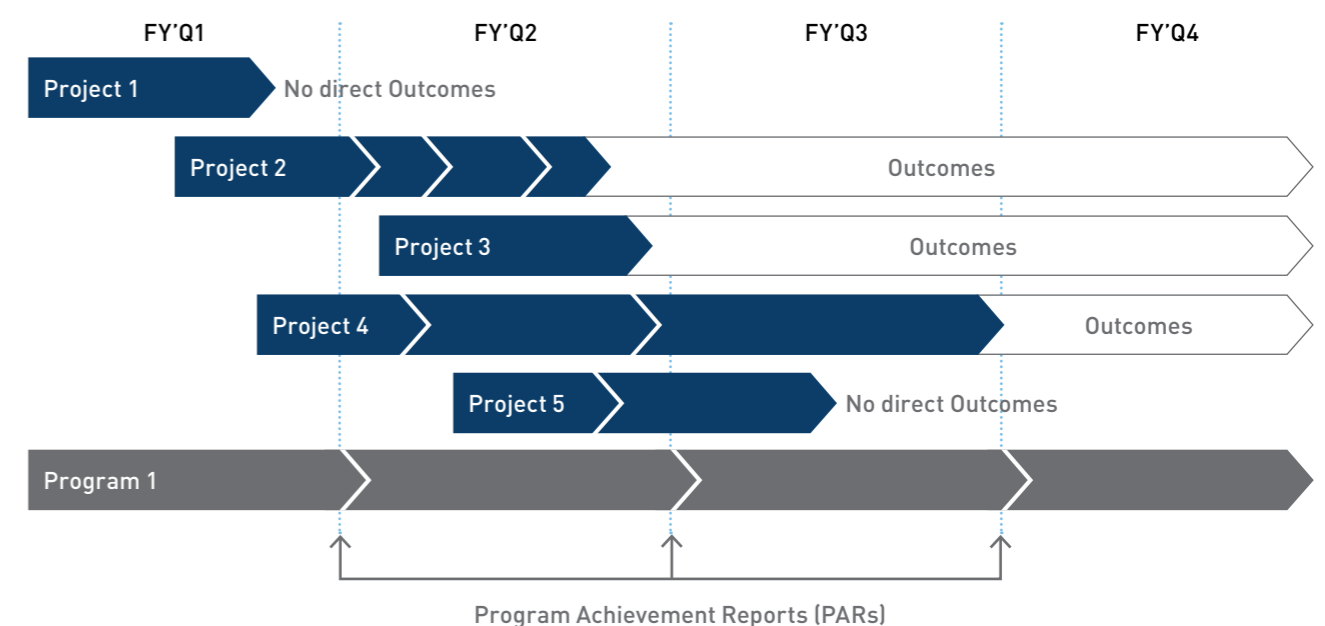 FY’Q1 FY’Q2 FY’Q3 FY’Q4
Project 1 No direct Outcomes
Project 2 Outcomes
Project 3 Outcomes
Project 4 Outcomes
Project 5 No direct Outcomes
Program 1
Program Achievement Reports (PARs)